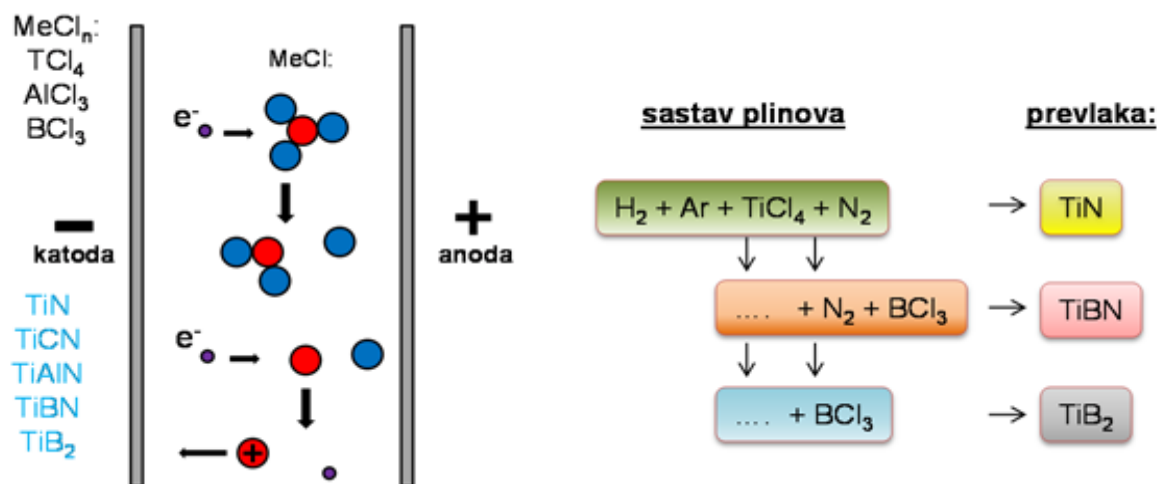 MeClₙ:
TCl₄
AlCl₃
BCl₃
katoda
TiN
TiCN
TiAlN
TiBN
TiB₂
MeCl:
e⁻
e⁻
+
+
anoda
sastav plinova
prevlaka:
H₂ + Ar + TiCl₄ + N₂
TiN
.... + N₂ + BCl₃
TiBN
.... + BCl₃
TiB₂